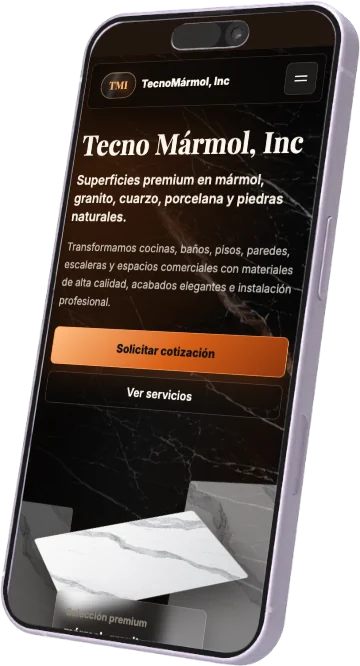 TMI
TecnoMármol, Inc
Tecno Mármol, Inc
Superficies premium en mármol,
granito, cuarzo, porcelana y piedras
naturales.
Transformamos cocinas, baños, pisos, paredes,
escaleras y espacios comerciales con materiales
de alta calidad, acabados elegantes e instalación
profesional.
Solicitar cotización
Ver servicios
Selección premium